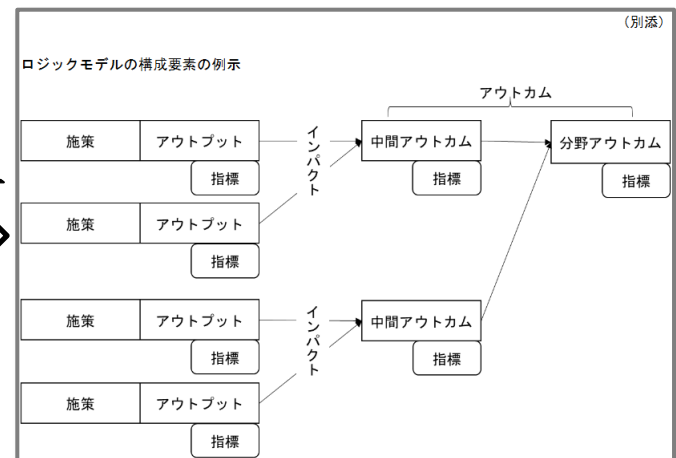 （別添）
ロジックモデルの構成要素の例示
アウトカム
施策 アウトプット
指標
インパクト
中間アウトカム
指標
分野アウトカム
指標
施策 アウトプット
指標
施策 アウトプット
指標
インパクト
中間アウトカム
指標
施策 アウトプット
指標